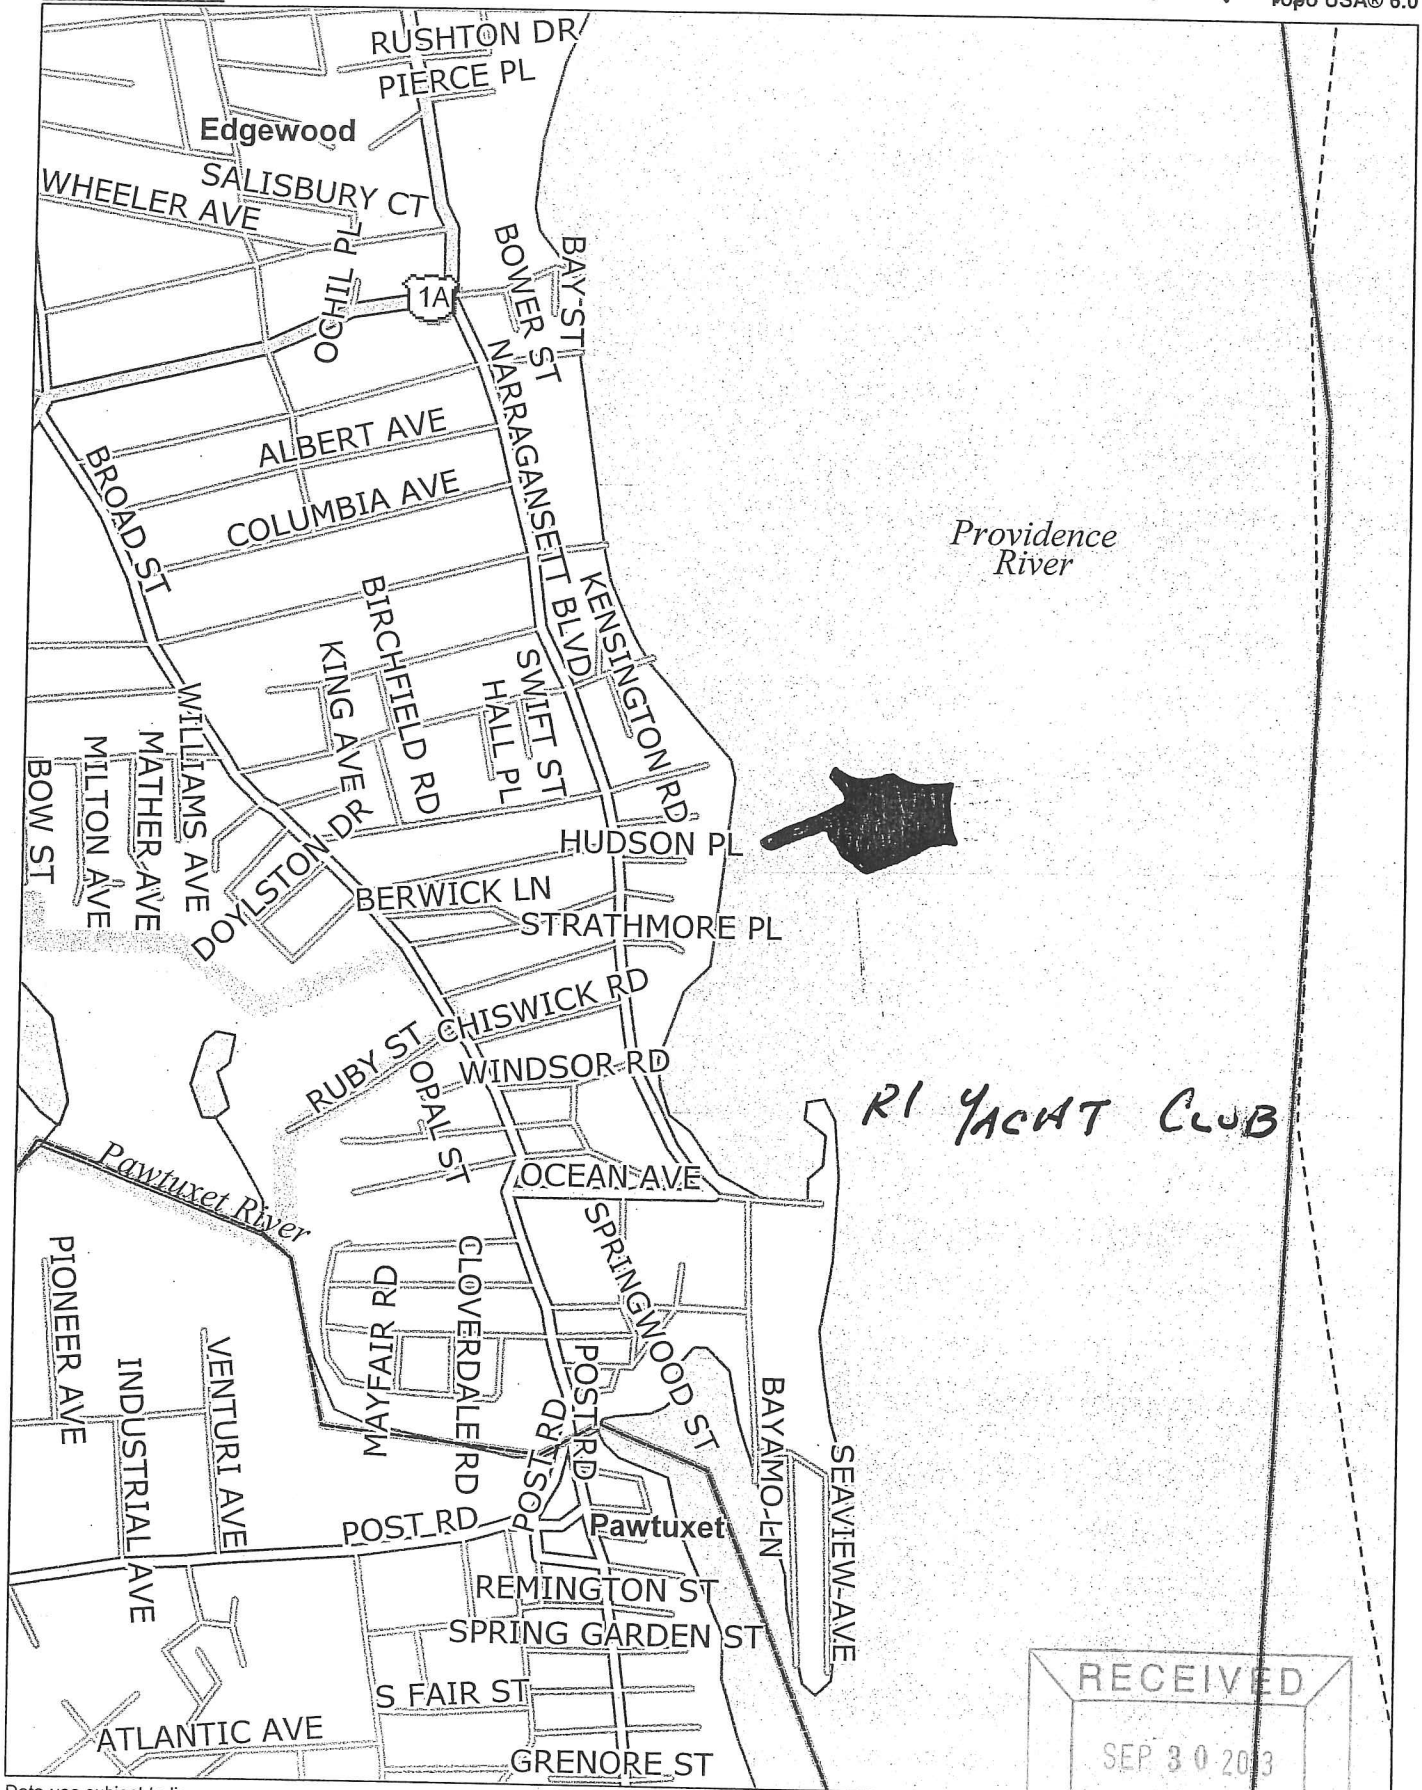 Topo USA® 6.0
RUSHTON DR
PIERCE PL
Edgewood
SALISBURY CT
WHEELER AVE
OCHIL PL
1A
BOWER ST
BAY ST
NARRAGANSETT BLVD
ALBERT AVE
BROAD ST
COLUMBIA AVE
Providence
River
KENSINGTON RD
BIRCHFIELD RD
KING AVE
SWIFT ST
HALL PL
WILLIAMS AVE
MATHER AVE
MILTON AVE
BOW ST
DOYLSTON DR
HUDSON PL
BERWICK LN
STRATHMORE PL
CHISWICK RD
RUBY ST
OPAL ST
WINDSOR RD
RI YACHT CLUB
OCEAN AVE
Pawtuxet River
SPRINGWOOD ST
PIONEER AVE
MAYFAIR RD
CLOVERDALE RD
VENTURI AVE
INDUSTRIAL AVE
POST RD
POST RD
BAYAMO LN
SEAVIEW AVE
POST RD
Pawtuxet
REMINGTON ST
SPRING GARDEN ST
S FAIR ST
ATLANTIC AVE
GRENORE ST
RECEIVED
SEP 30 2013